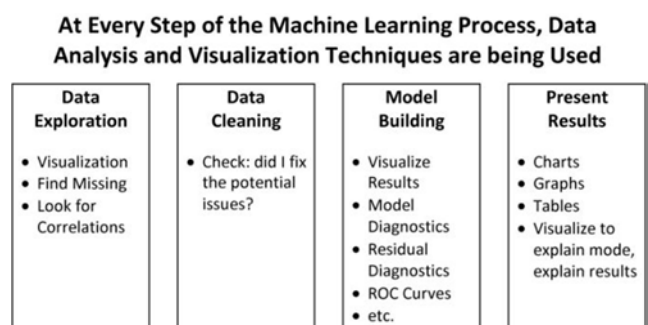 At Every Step of the Machine Learning Process, Data
Analysis and Visualization Techniques are being Used
Data
Exploration
• Visualization
• Find Missing
• Look for
Correlations
Data
Cleaning
• Check: did I fix
the potential
issues?
Model
Building
• Visualize
Results
• Model
Diagnostics
• Residual
Diagnostics
• ROC Curves
• etc.
Present
Results
• Charts
• Graphs
• Tables
• Visualize to
explain mode,
explain results